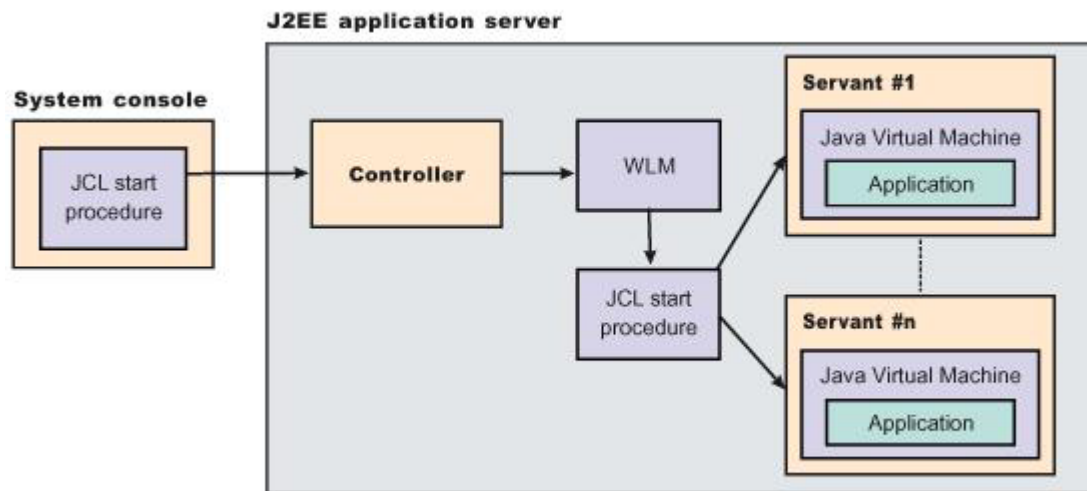 J2EE application server
System console
JCL start
procedure
Controller
WLM
JCL start
procedure
Servant #1
Java Virtual Machine
Application
Servant #n
Java Virtual Machine
Application